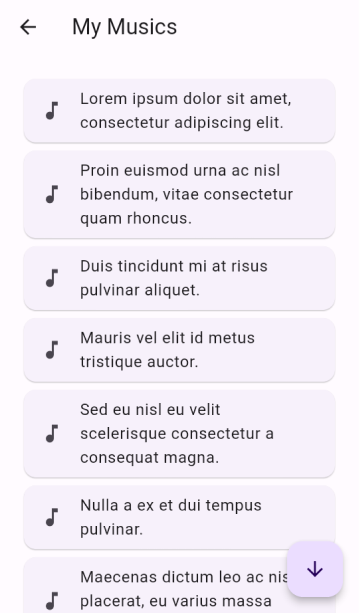 My Musics
Lorem ipsum dolor sit amet,
consectetur adipiscing elit.
Proin euismod urna ac nisl
bibendum, vitae consectetur
quam rhoncus.
Duis tincidunt mi at risus
pulvinar aliquet.
Mauris vel elit id metus
tristique auctor.
Sed eu nisl eu velit
scelerisque consectetur a
consequat magna.
Nulla a ex et dui tempus
pulvinar.
Maecenas dictum leo ac
placerat, eu varius massa